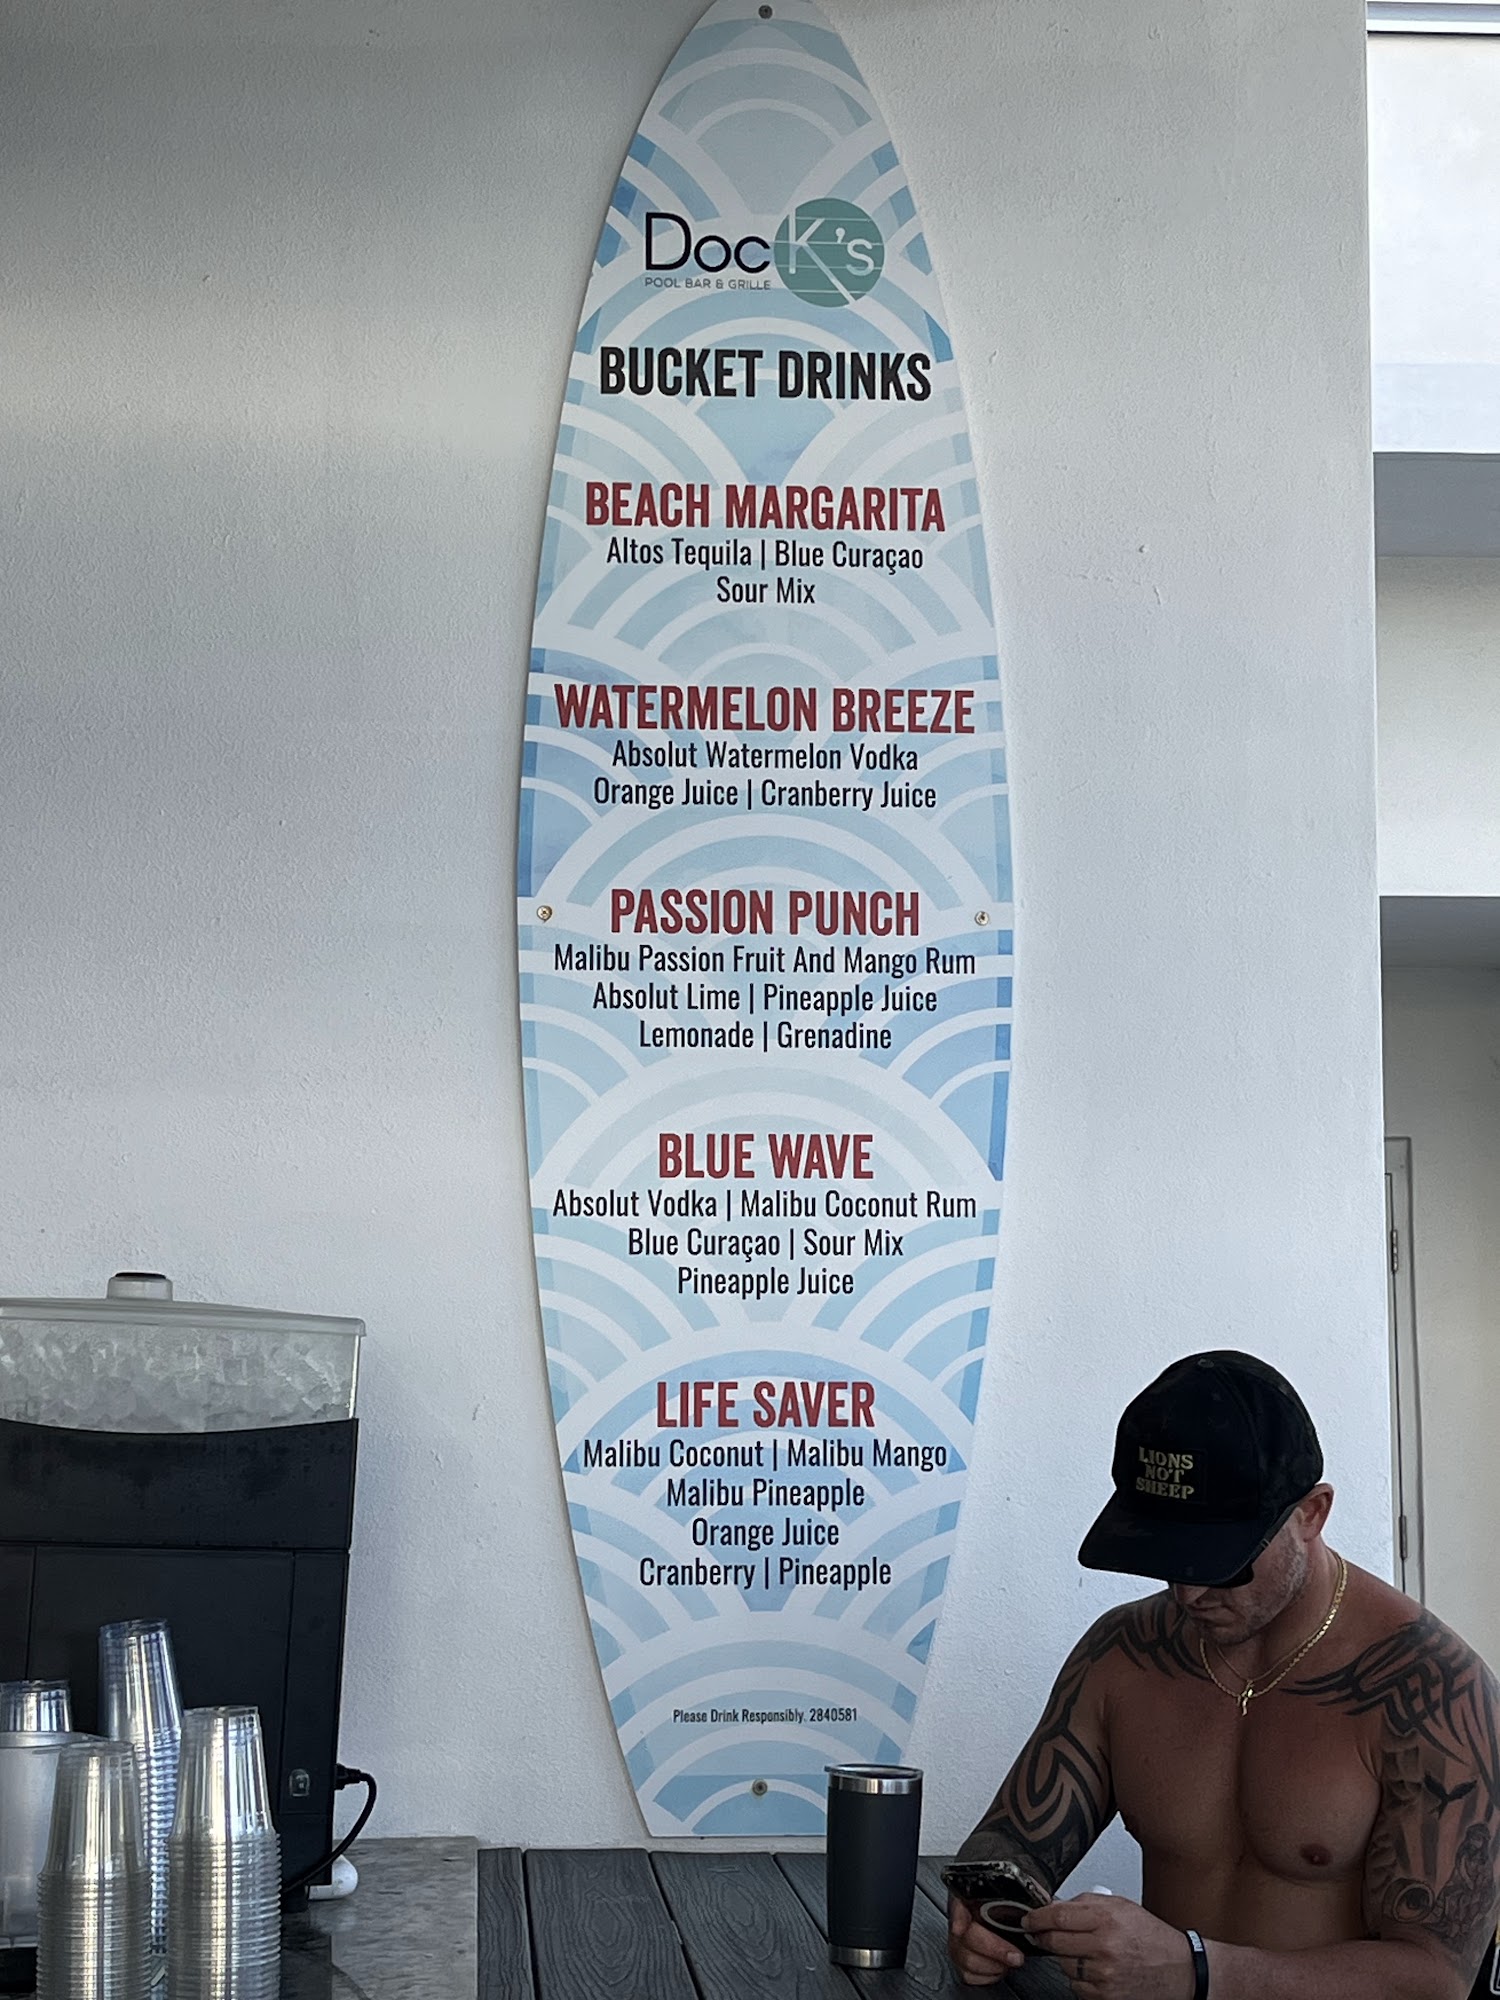 DocK's
POOL BAR & GRILLE
BUCKET DRINKS
BEACH MARGARITA
Altos Tequila | Blue Curaçao
Sour Mix
WATERMELON BREEZE
Absolut Watermelon Vodka
Orange Juice | Cranberry Juice
PASSION PUNCH
Malibu Passion Fruit And Mango Rum
Absolut Lime | Pineapple Juice
Lemonade | Grenadine
BLUE WAVE
Absolut Vodka | Malibu Coconut Rum
Blue Curaçao | Sour Mix
Pineapple Juice
LIFE SAVER
Malibu Coconut | Malibu Mango
Malibu Pineapple
Orange Juice
Cranberry | Pineapple
Please Drink Responsibly. 2840581
LIONS
NOT
SHEEP